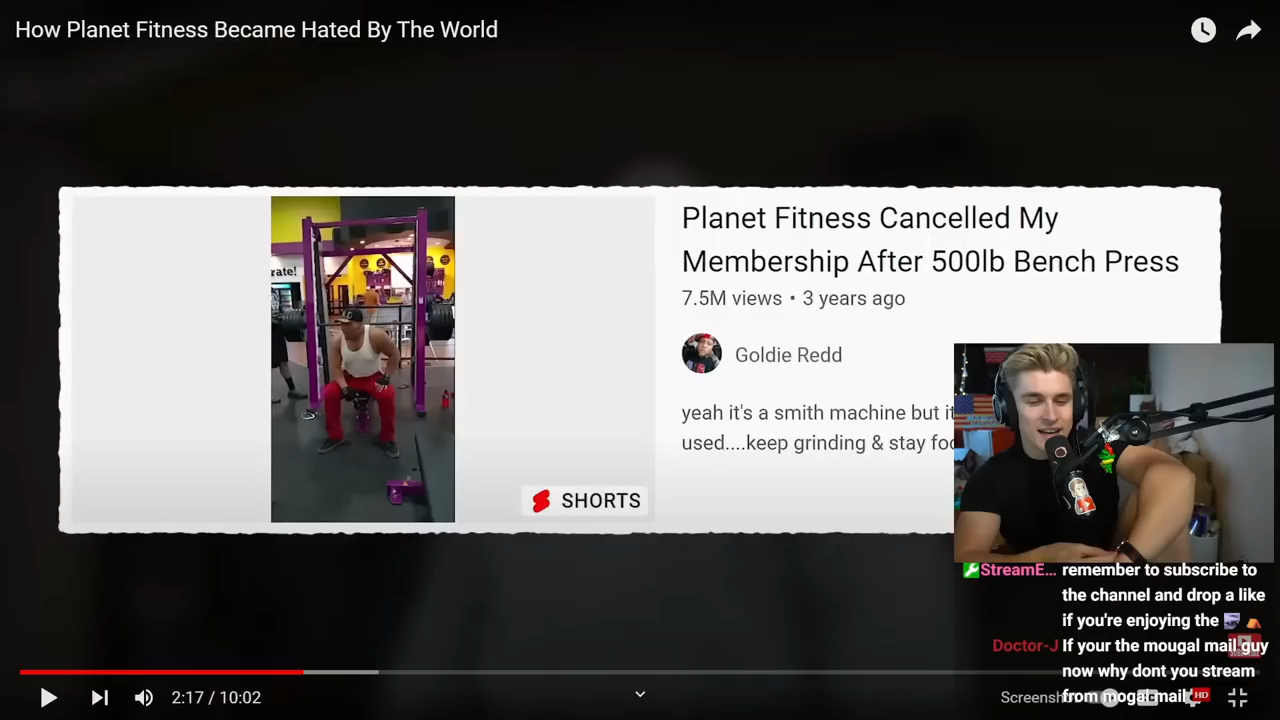 How Planet Fitness Became Hated By The World
Planet Fitness Cancelled My
Membership After 500lb Bench Press
7.5M views • 3 years ago
Goldie Redd
yeah it's a smith machine but it
used....keep grinding & stay foc
rate!
SHORTS
StreamE... remember to subscribe to
the channel and drop a like
if you're enjoying the
Doctor-J If your the mougal mail guy
now why dont you stream
from mogal mail
2:17 / 10:02
Screensh
HD